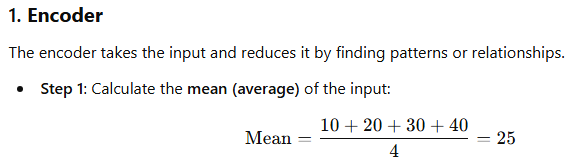 1. Encoder
The encoder takes the input and reduces it by finding patterns or relationships.
• Step 1: Calculate the mean (average) of the input:
Mean = (10 + 20 + 30 + 40) / 4 = 25